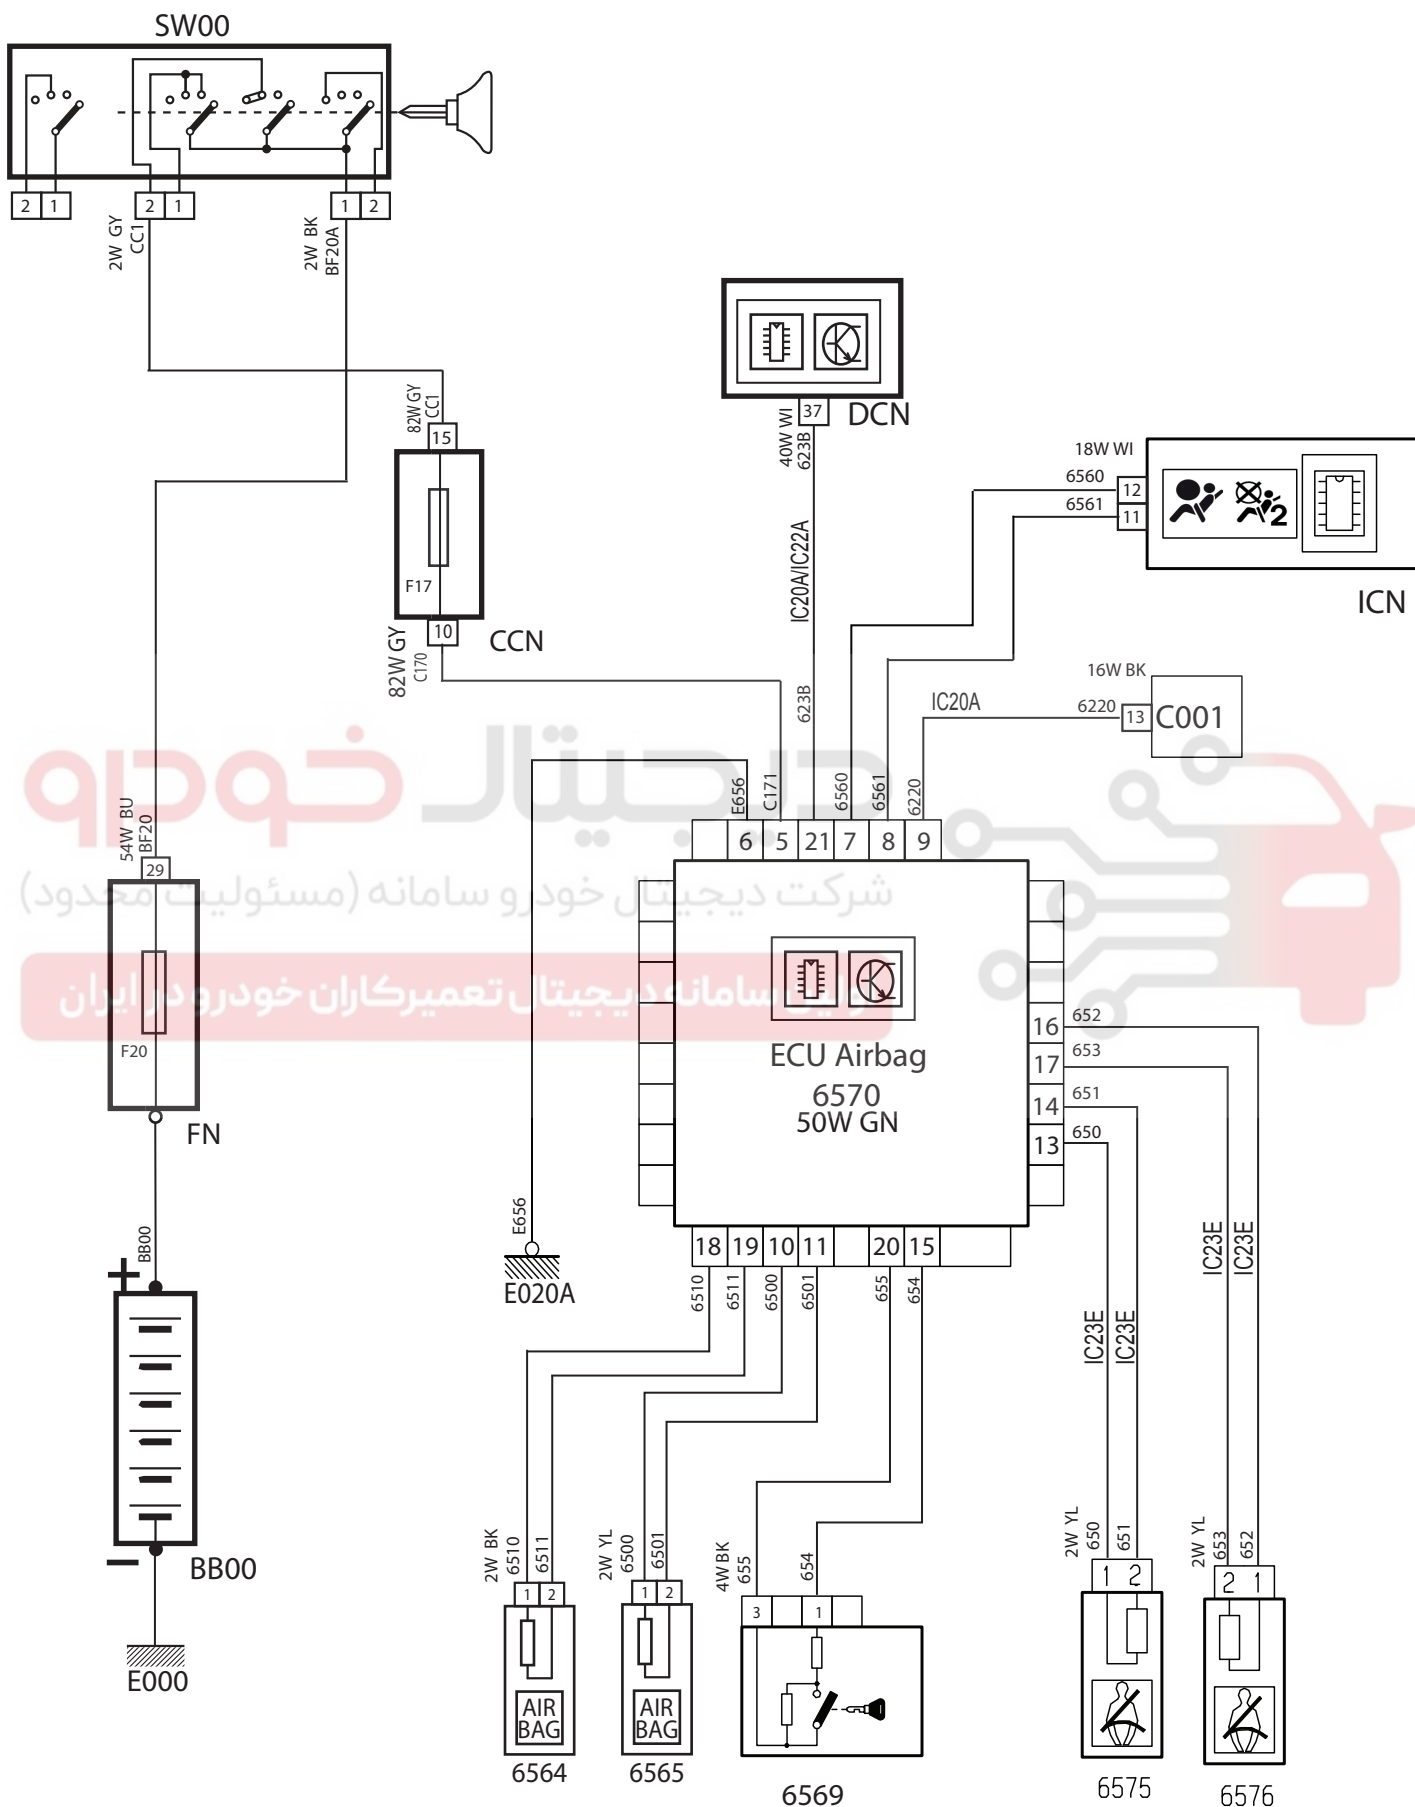 SW00
2 1
2 1
1 2
2W GY
CC1
2W BK
BF20A
82W GY
CC1
15
F17
10
CCN
82W GY
C170
DCN
37
40W WI
623B
IC20A/IC22A
623B
18W WI
6560
12
6561
11
2
ICN
16W BK
6220
13
C001
IC20A
دیجیتال خودرو
شرکت دیجیتال خودرو سامانه (مسئولیت محدود)
اولین سامانه دیجیتال تعمیرکاران خودرو در ایران
54W BU
BF20
29
F20
FN
BB00
+
−
BB00
E000
E656
C171
6560
6561
6220
6 5 21 7 8 9
ECU Airbag
6570
50W GN
16
652
17
653
14
651
13
650
E656
E020A
18 19 10 11 20 15
6510
6511
6500
6501
655
654
IC23E
IC23E
IC23E
IC23E
2W BK
6510
6511
1 2
AIR
BAG
6564
2W YL
6500
6501
1 2
AIR
BAG
6565
4W BK
655
654
3 1
6569
2W YL
650
651
1 2
6575
2W YL
653
652
2 1
6576